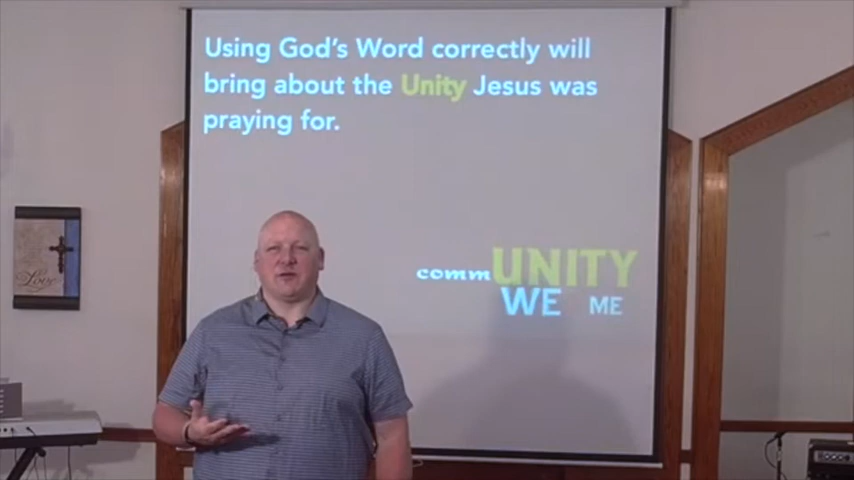 Using God's Word correctly will
bring about the Unity Jesus was
praying for.
commUNITY
WE ME
Love